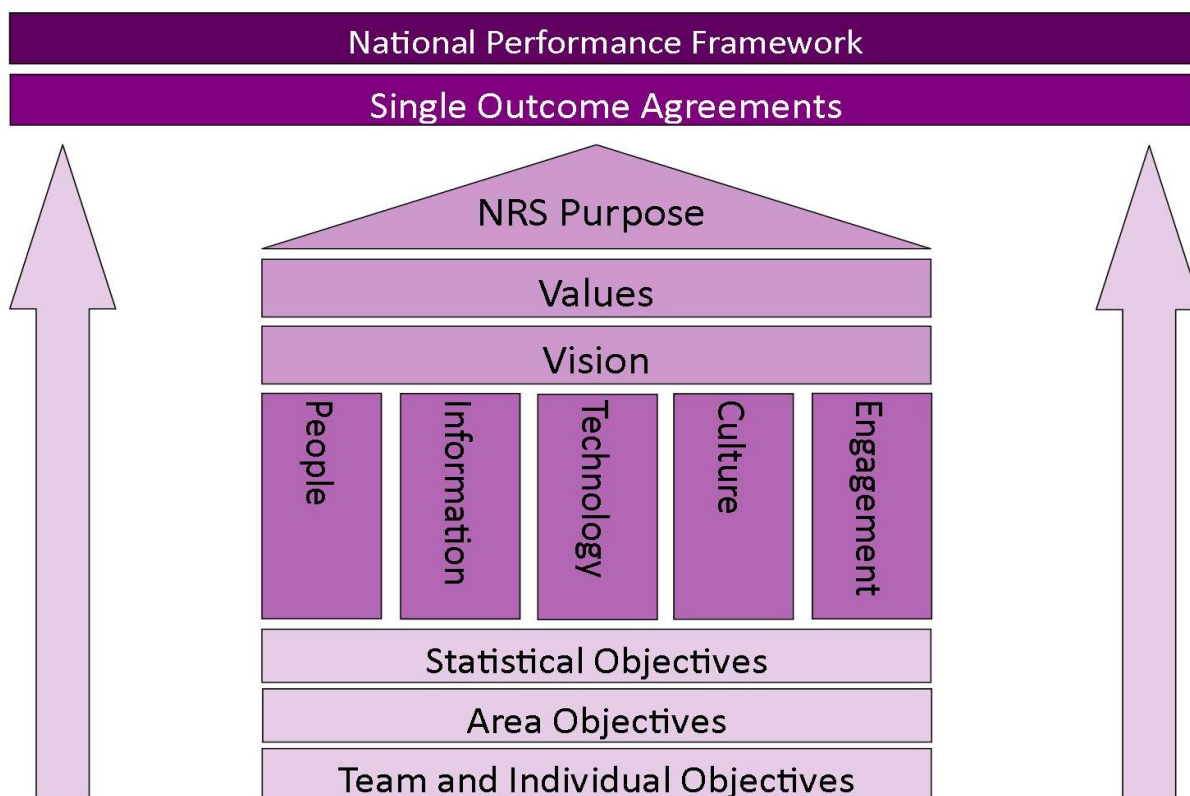 National Performance Framework
Single Outcome Agreements
NRS Purpose
Values
Vision
People
Information
Technology
Culture
Engagement
Statistical Objectives
Area Objectives
Team and Individual Objectives